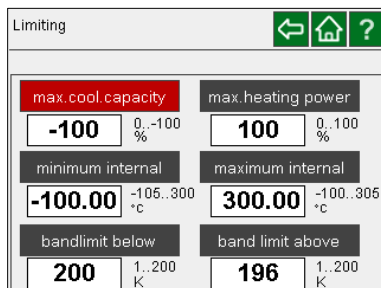 Limiting ?
max.cool.capacity max.heating power
-100 0..-100 % 100 0..100 %
minimum internal maximum internal
-100.00 -105..300 °C 300.00 -100..305 °C
bandlimit below band limit above
200 1..200 K 196 1..200 K